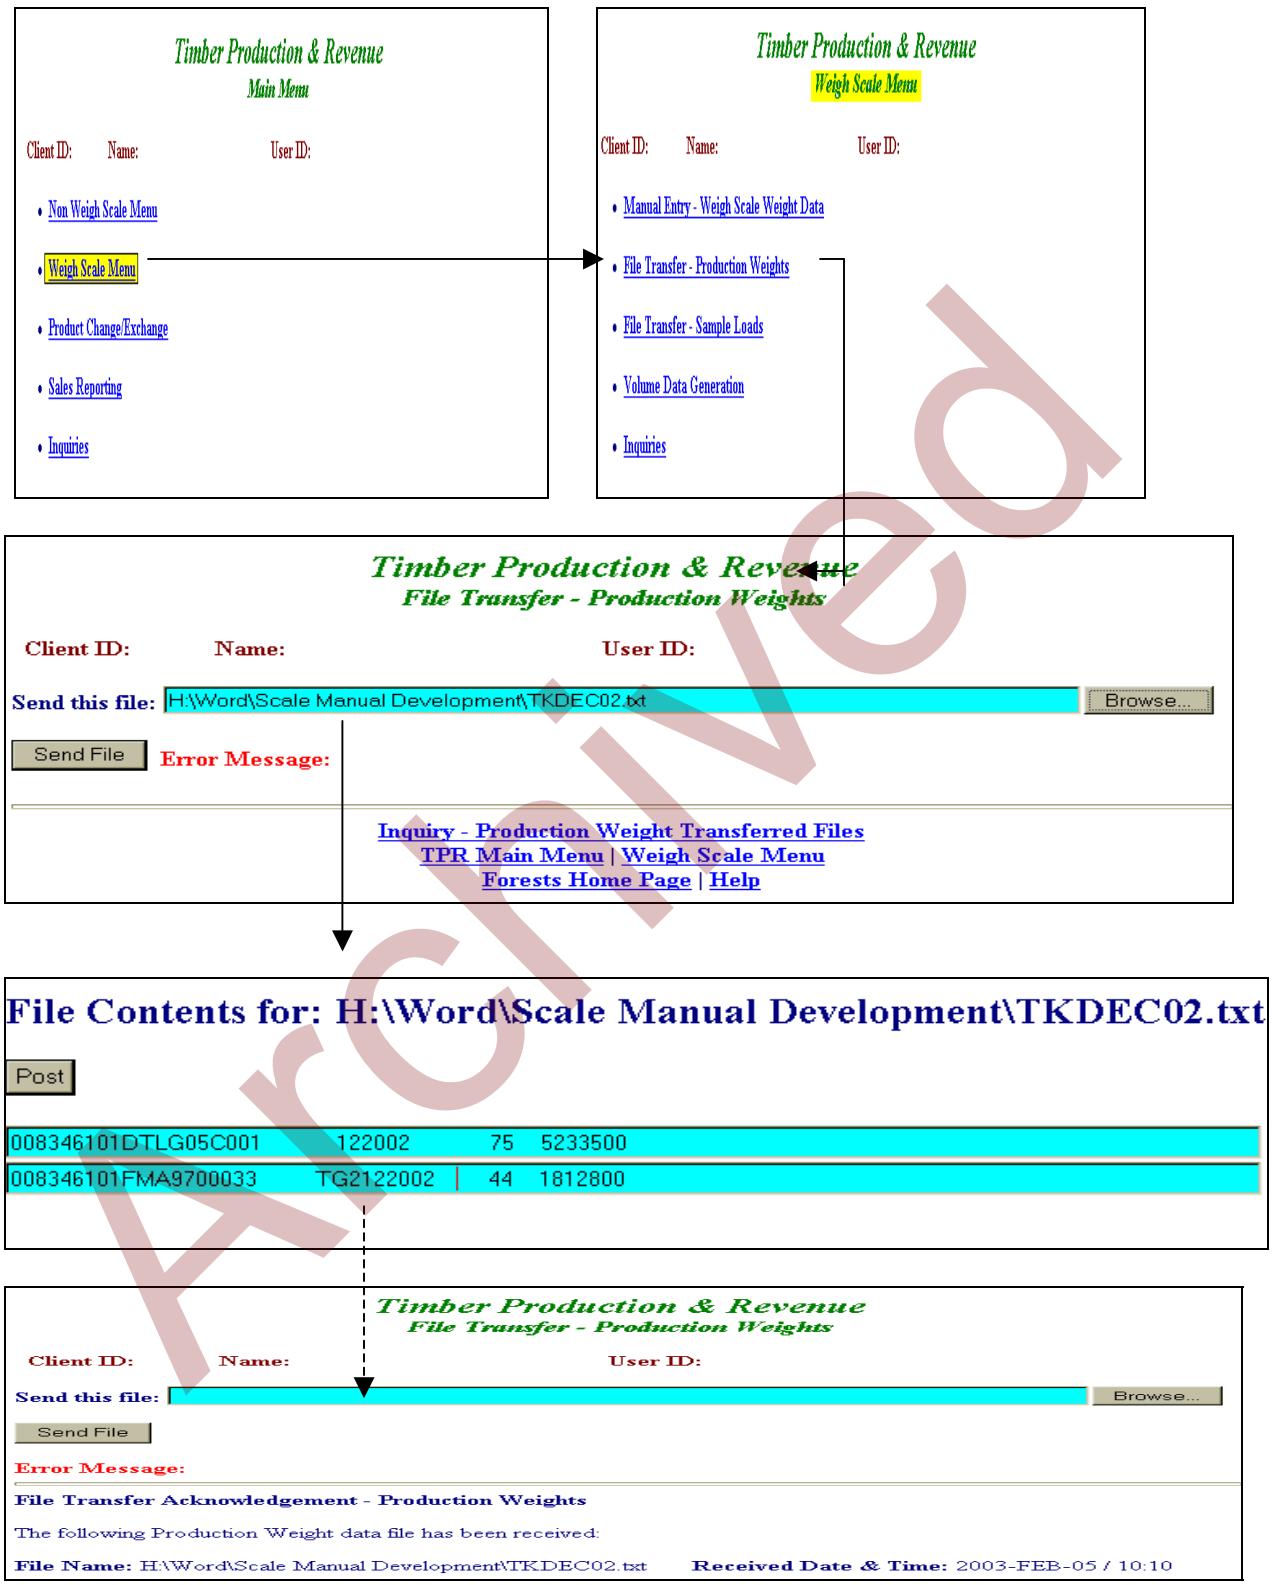 Timber Production & Revenue
Main Menu
Client ID: Name: User ID:
Non Weigh Scale Menu
Weigh Scale Menu
Product Change/Exchange
Sales Reporting
Inquiries
Timber Production & Revenue
Weigh Scale Menu
Client ID: Name: User ID:
Manual Entry - Weigh Scale Weight Data
File Transfer - Production Weights
File Transfer - Sample Loads
Volume Data Generation
Inquiries
Timber Production & Revenue
File Transfer - Production Weights
Client ID: Name: User ID:
Send this file: H:\Word\Scale Manual Development\TKDEC02.txt Browse...
Send File Error Message:
Inquiry - Production Weight Transferred Files
TPR Main Menu | Weigh Scale Menu
Forests Home Page | Help
File Contents for: H:\Word\Scale Manual Development\TKDEC02.txt
Post
008346101DTLG05C001 122002 75 5233500
008346101FMA9700033 TG2122002 44 1812800
Timber Production & Revenue
File Transfer - Production Weights
Client ID: Name: User ID:
Send this file: Browse...
Send File
Error Message:
File Transfer Acknowledgement - Production Weights
The following Production Weight data file has been received:
File Name: H:\Word\Scale Manual Development\TKDEC02.txt Received Date & Time: 2003-FEB-05 / 10:10
Archived